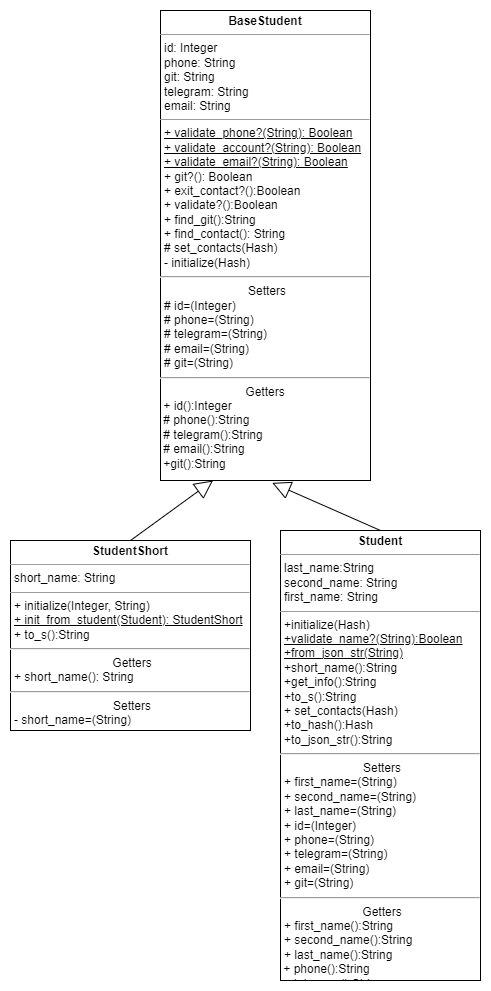 BaseStudent
id: Integer
phone: String
git: String
telegram: String
email: String
+ validate_phone?(String): Boolean
+ validate_account?(String): Boolean
+ validate_email?(String): Boolean
+ git?(): Boolean
+ exit_contact?():Boolean
+ validate?():Boolean
+ find_git():String
+ find_contact(): String
# set_contacts(Hash)
- initialize(Hash)
Setters
# id=(Integer)
# phone=(String)
# telegram=(String)
# email=(String)
# git=(String)
Getters
+ id():Integer
# phone():String
# telegram():String
# email():String
+git():String
StudentShort
short_name: String
+ initialize(Integer, String)
+ init_from_student(Student): StudentShort
+ to_s():String
Getters
+ short_name(): String
Setters
- short_name=(String)
Student
last_name:String
second_name: String
first_name: String
+initialize(Hash)
+validate_name?(String):Boolean
+from_json_str(String)
+short_name():String
+get_info():String
+to_s():String
+ set_contacts(Hash)
+to_hash():Hash
+to_json_str():String
Setters
+ first_name=(String)
+ second_name=(String)
+ last_name=(String)
+ id=(Integer)
+ phone=(String)
+ telegram=(String)
+ email=(String)
+ git=(String)
Getters
+ first_name():String
+ second_name():String
+ last_name():String
+ phone():String